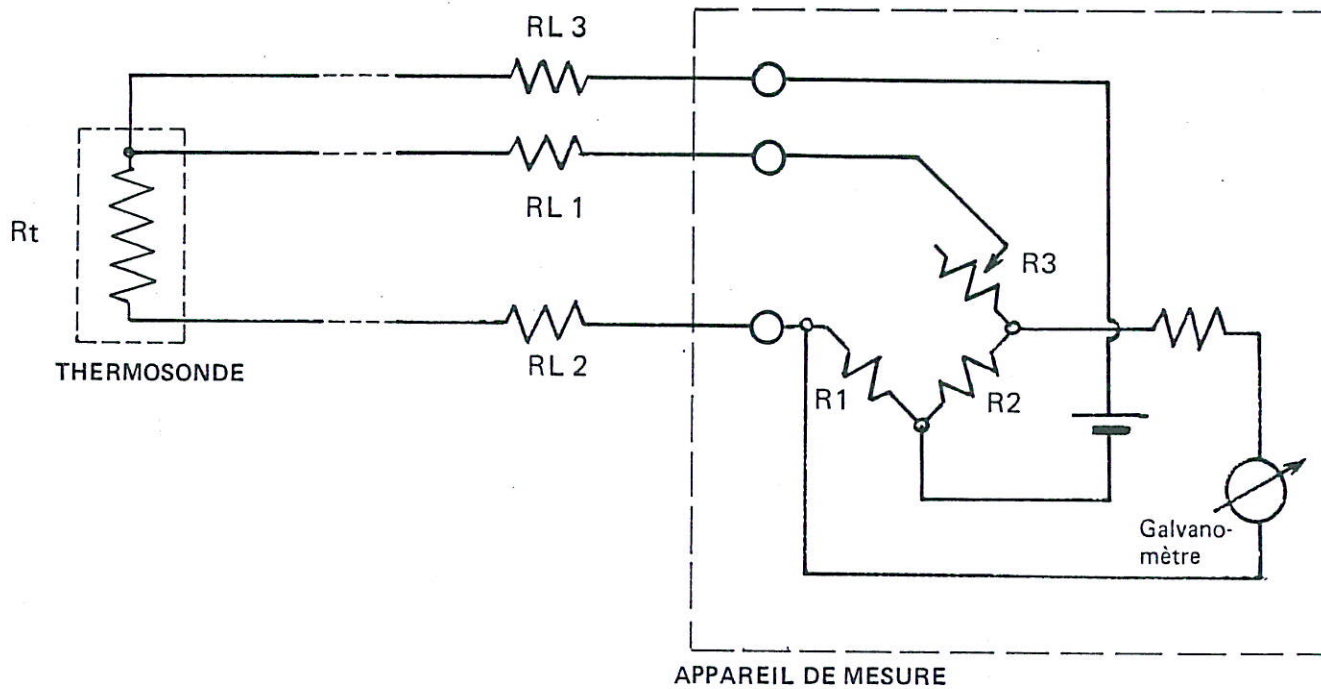 RL 3
RL 1
Rt
R3
THERMOSONDE
RL 2
R1
R2
Galvano-
mètre
APPAREIL DE MESURE